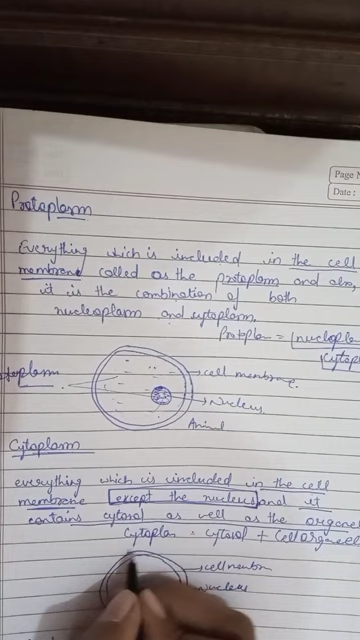 Page N
Date:
Protoplasm
Everything which is included in the cell
membrane called as the protoplasm and also,
it is the combination of both
nucleoplasm and cytoplasm.
Protoplasm = nucleopla
cytopl
cell membrane.
Nucleus
Animal
Cytoplasm
everything which is included in the cell
membrane except the nucleus and it
contains cytosol as well as the organel
Cytoplasm = cytosol + cell organell
cell membran
Nucleus